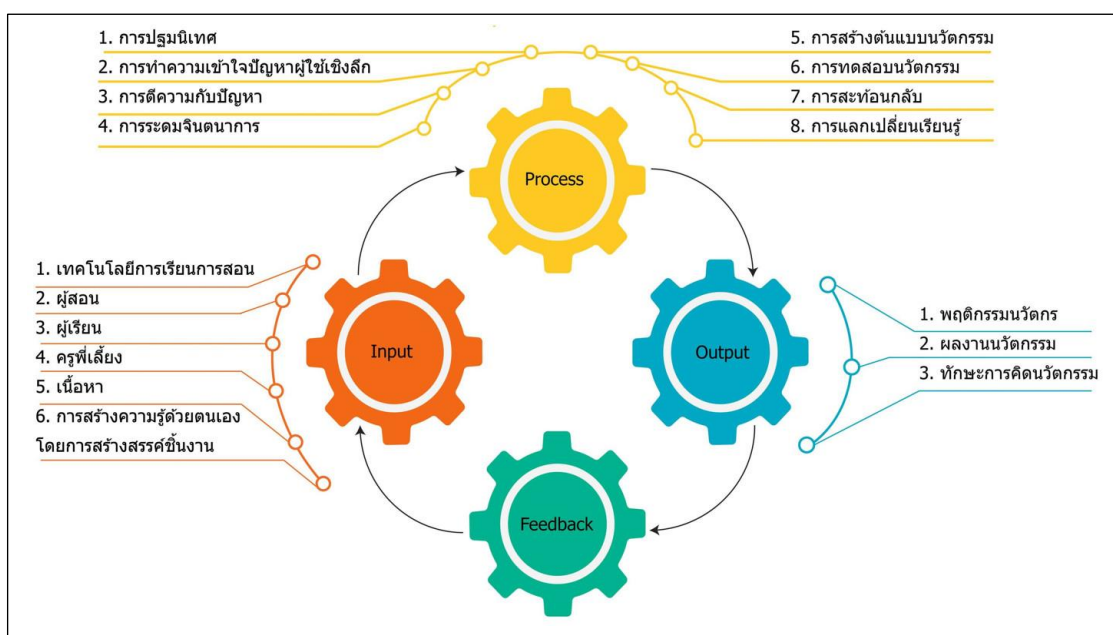 1. การปฐมนิเทศ
2. การทำความเข้าใจปัญหาผู้ใช้เชิงลึก
3. การตีความกับปัญหา
4. การระดมจินตนาการ
5. การสร้างต้นแบบนวัตกรรม
6. การทดสอบนวัตกรรม
7. การสะท้อนกลับ
8. การแลกเปลี่ยนเรียนรู้
Process
1. เทคโนโลยีการเรียนการสอน
2. ผู้สอน
3. ผู้เรียน
4. ครูพี่เลี้ยง
5. เนื้อหา
6. การสร้างความรู้ด้วยตนเอง
โดยการสร้างสรรค์ชิ้นงาน
Input
Output
1. พฤติกรรมนวัตกร
2. ผลงานนวัตกรรม
3. ทักษะการคิดนวัตกรรม
Feedback